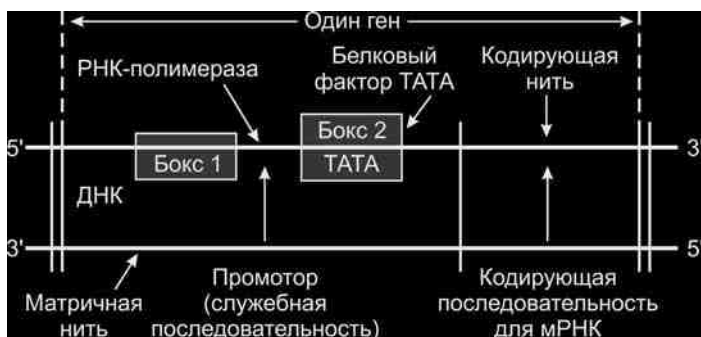 Один ген
РНК-полимераза
Белковый
фактор ТАТА
Кодирующая
нить
5'
Бокс 1
Бокс 2
ТАТА
3'
ДНК
3'
5'
Матричная
нить
Промотор
(служебная
последовательность)
Кодирующая
последовательность
для мРНК